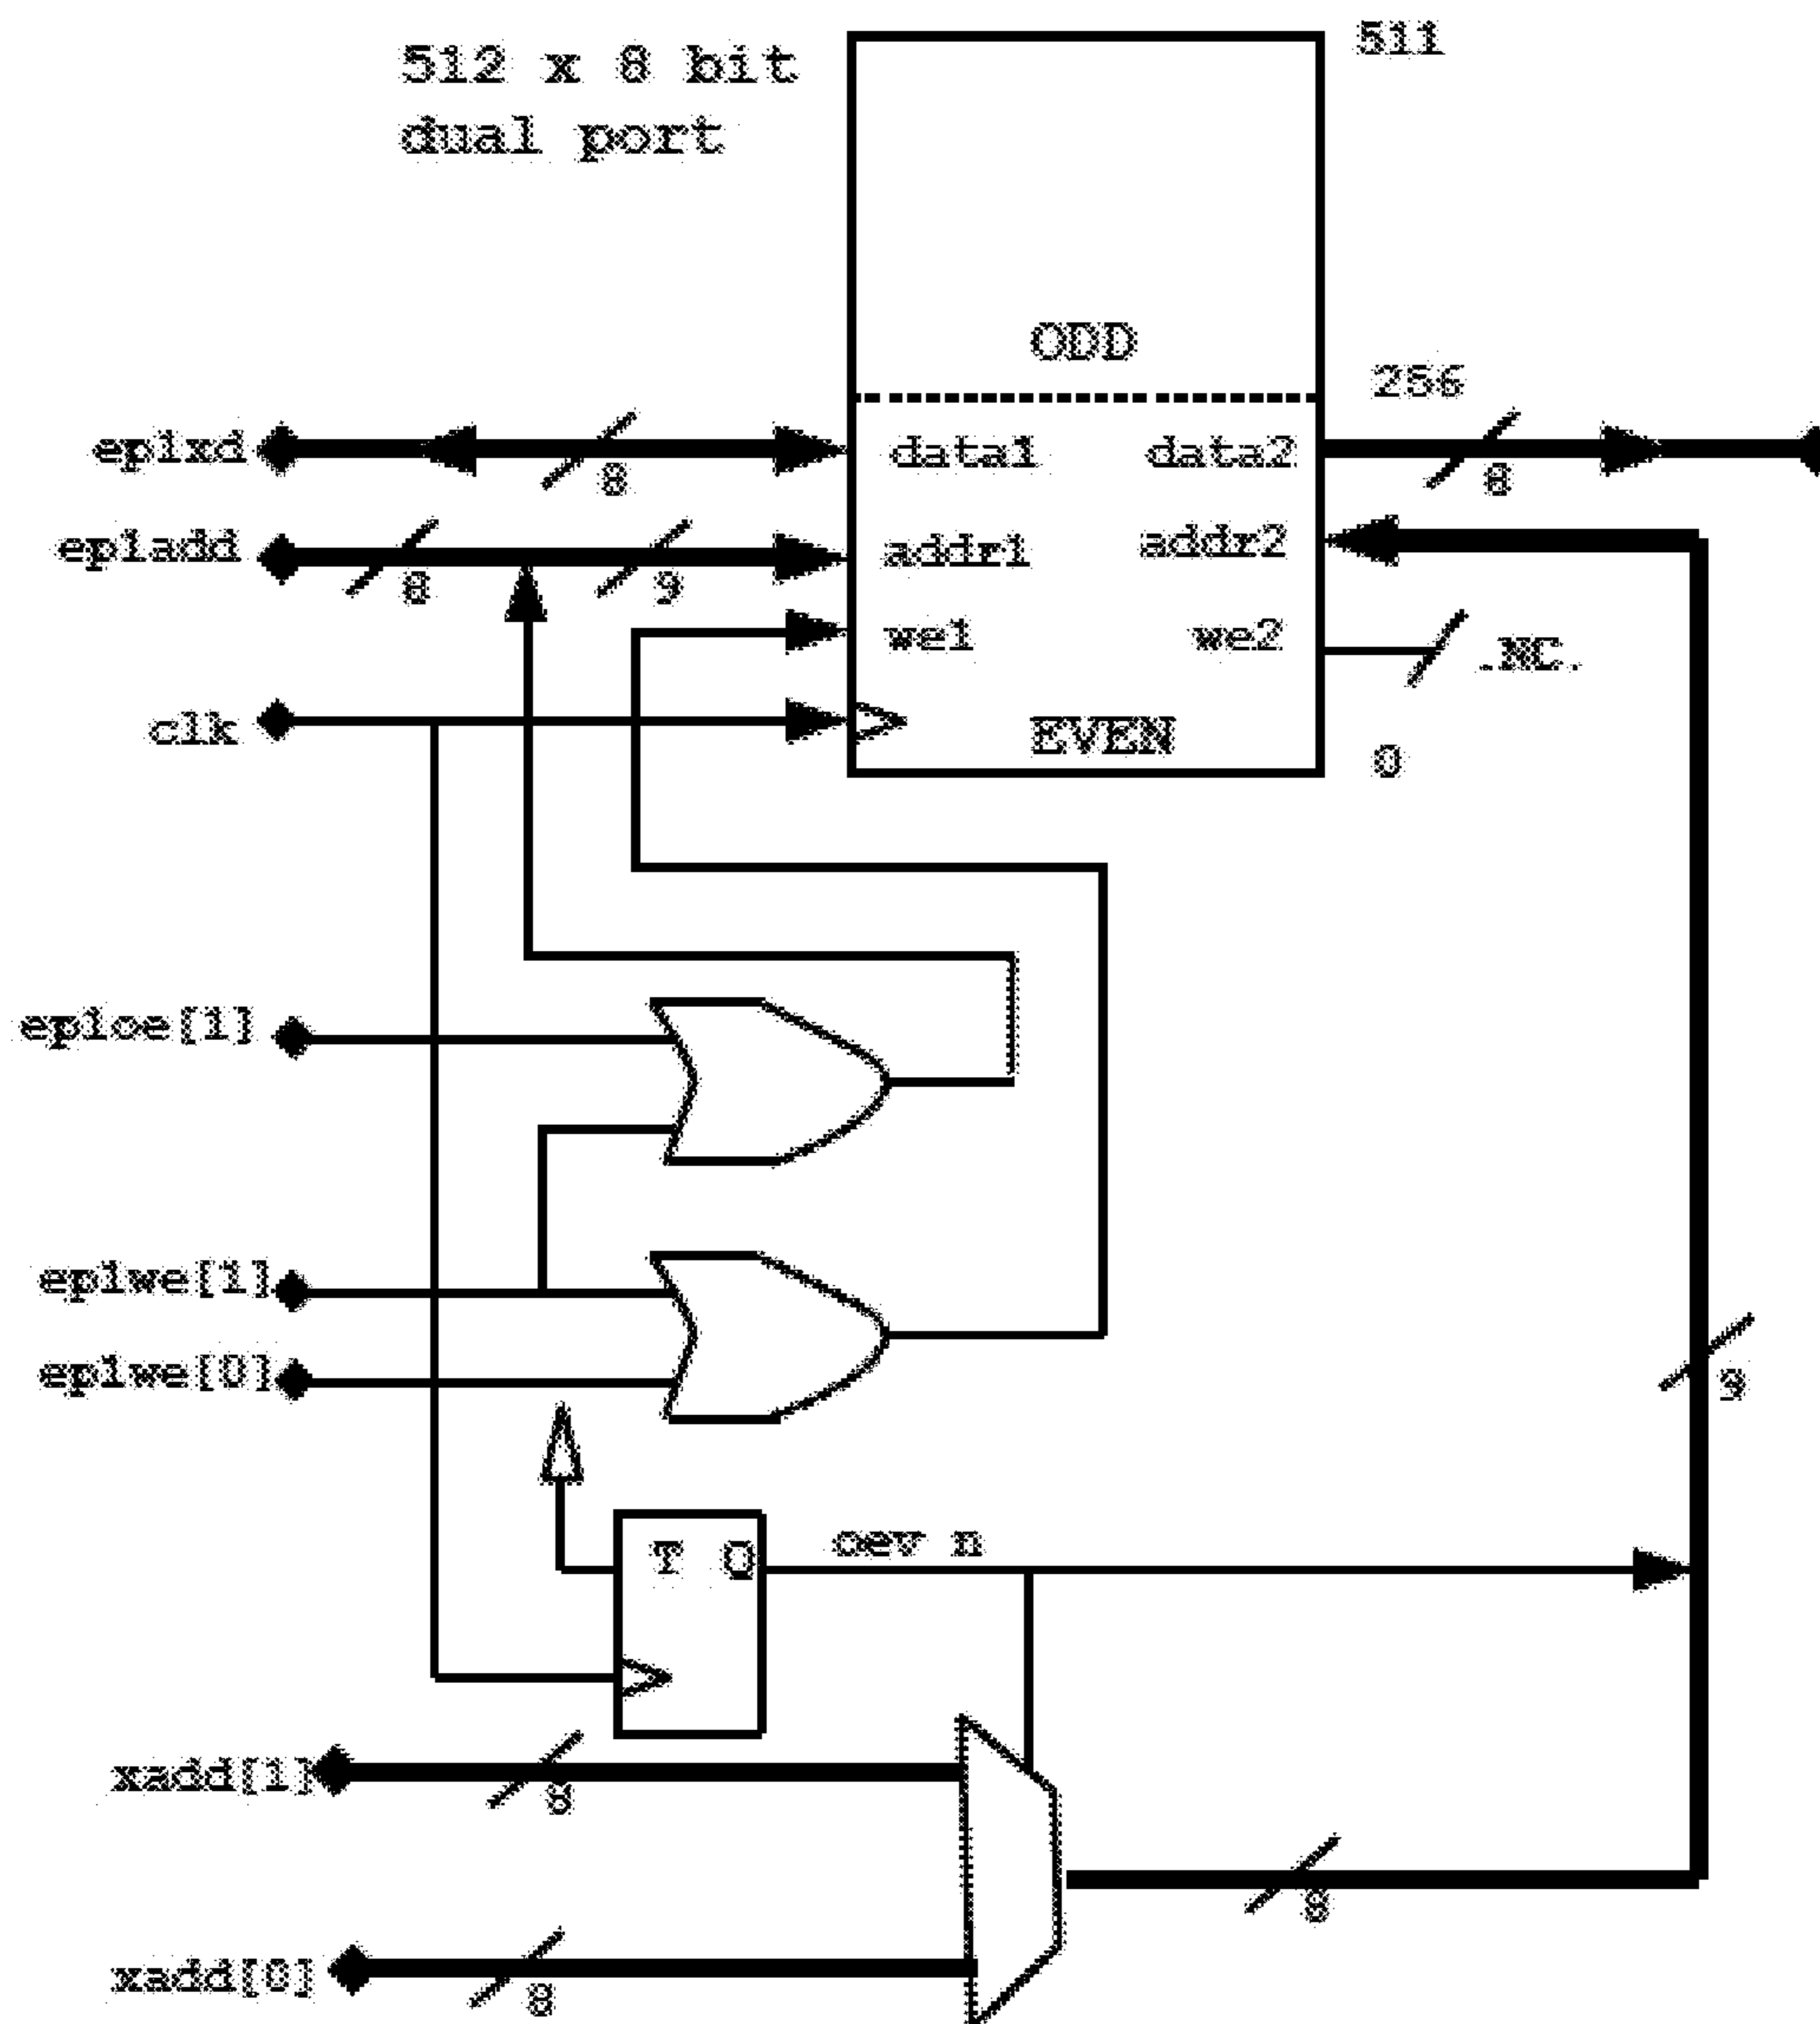 512 x 8 bit
dual port
511
ODD
256
ep1xd
8
data1
data2
8
ep1add
8
9
addr1
addr2
we1
we2
.NC.
clk
EVEN
0
ep1oe[1]
ep1we[1]
ep1we[0]
9
T Q
oev n
xadd[1]
8
8
xadd[0]
8